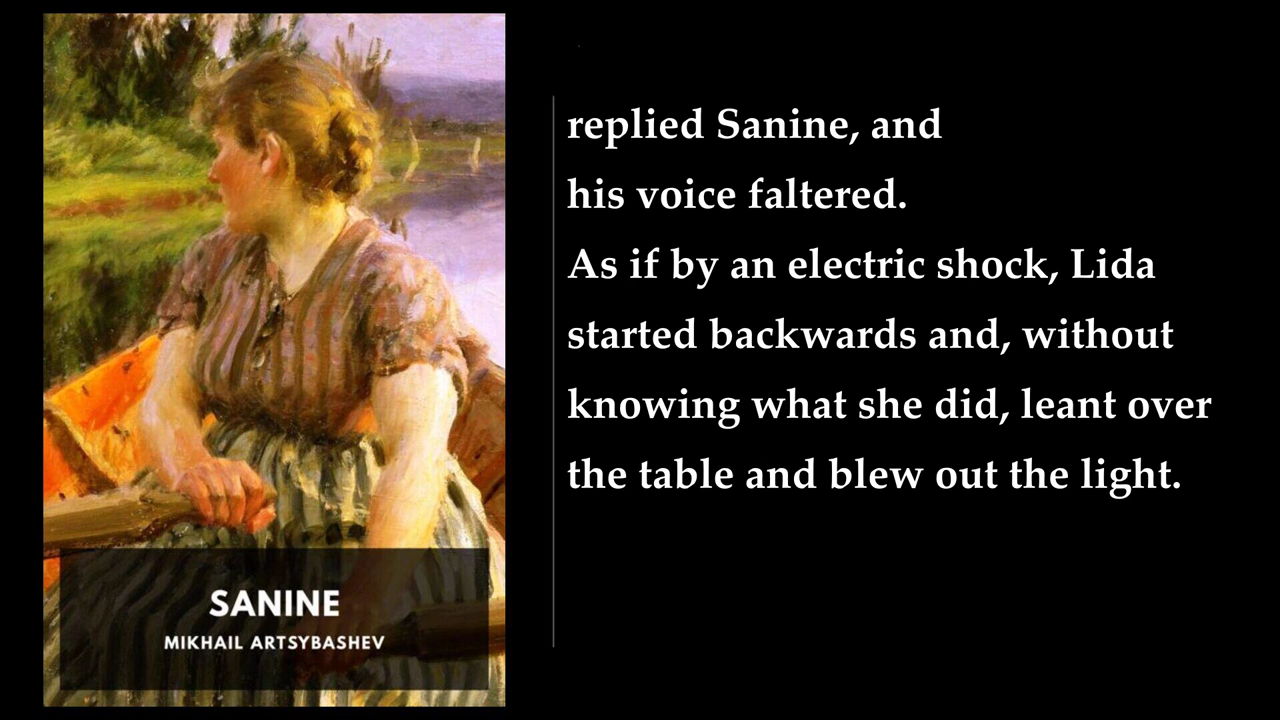 replied Sanine, and
his voice faltered.
As if by an electric shock, Lida
started backwards and, without
knowing what she did, leant over
the table and blew out the light.
SANINE
MIKHAIL ARTSYBASHEV